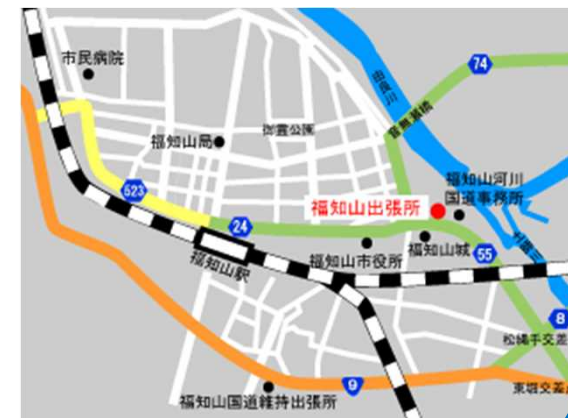 市民病院
74
由良川
音無瀬橋
御霊公園
福知山局
福知山河川
国道事務所
523
福知山出張所
24
福知山駅
福知山市役所
福知山城
55
8
松縄手交差
9
東堀交差点
福知山国道維持出張所